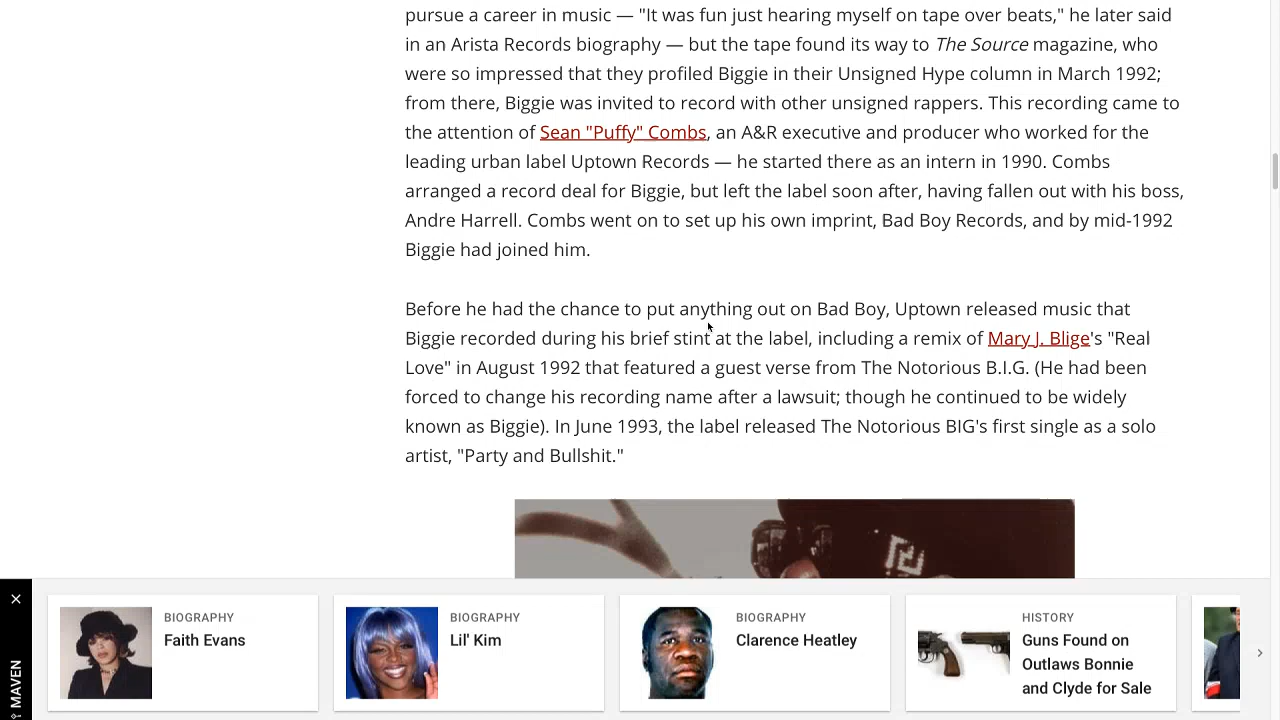 pursue a career in music — "It was fun just hearing myself on tape over beats," he later said
in an Arista Records biography — but the tape found its way to The Source magazine, who
were so impressed that they profiled Biggie in their Unsigned Hype column in March 1992;
from there, Biggie was invited to record with other unsigned rappers. This recording came to
the attention of Sean "Puffy" Combs, an A&R executive and producer who worked for the
leading urban label Uptown Records — he started there as an intern in 1990. Combs
arranged a record deal for Biggie, but left the label soon after, having fallen out with his boss,
Andre Harrell. Combs went on to set up his own imprint, Bad Boy Records, and by mid-1992
Biggie had joined him.
Before he had the chance to put anything out on Bad Boy, Uptown released music that
Biggie recorded during his brief stint at the label, including a remix of Mary J. Blige's "Real
Love" in August 1992 that featured a guest verse from The Notorious B.I.G. (He had been
forced to change his recording name after a lawsuit; though he continued to be widely
known as Biggie). In June 1993, the label released The Notorious BIG's first single as a solo
artist, "Party and Bullshit."
MAVEN
BIOGRAPHY
Faith Evans
BIOGRAPHY
Lil' Kim
BIOGRAPHY
Clarence Heatley
HISTORY
Guns Found on
Outlaws Bonnie
and Clyde for Sale